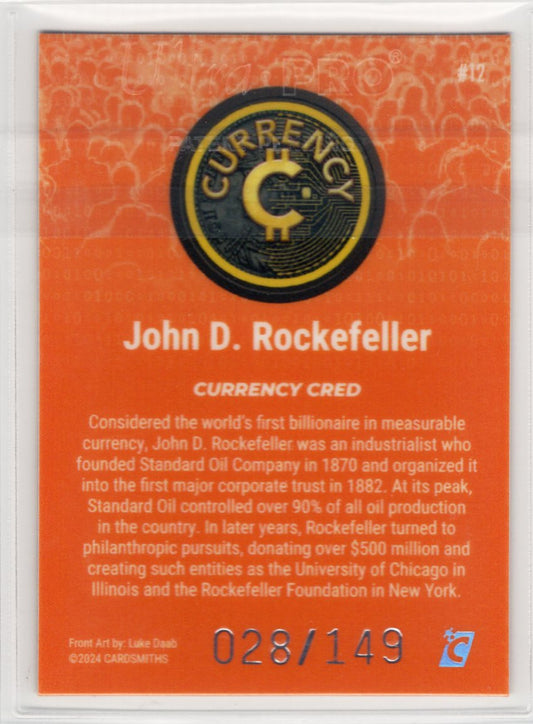 Ultra·PRO®
#12
CURRENCY
C
John D. Rockefeller
CURRENCY CRED
Considered the world's first billionaire in measurable
currency, John D. Rockefeller was an industrialist who
founded Standard Oil Company in 1870 and organized it
into the first major corporate trust in 1882. At its peak,
Standard Oil controlled over 90% of all oil production
in the country. In later years, Rockefeller turned to
philanthropic pursuits, donating over $500 million and
creating such entities as the University of Chicago in
Illinois and the Rockefeller Foundation in New York.
Front Art by: Luke Daab
©2024 CARDSMITHS
028/149
C